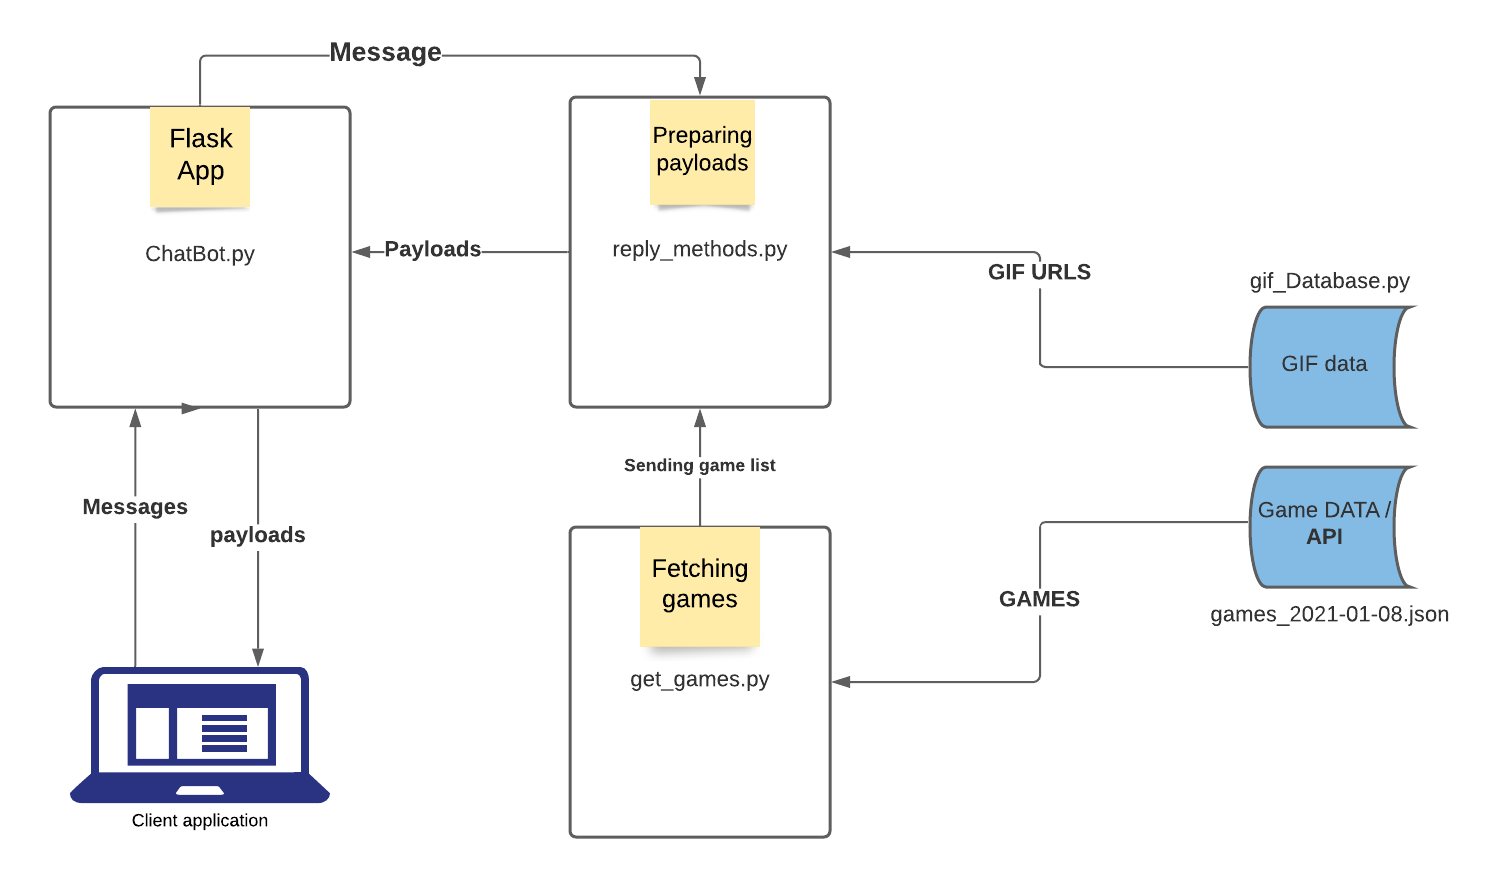 Message
Flask
App
ChatBot.py
Preparing
payloads
reply_methods.py
Payloads
GIF URLS
gif_Database.py
GIF data
Sending game list
Game DATA /
API
games_2021-01-08.json
GAMES
Fetching
games
get_games.py
Messages
payloads
Client application